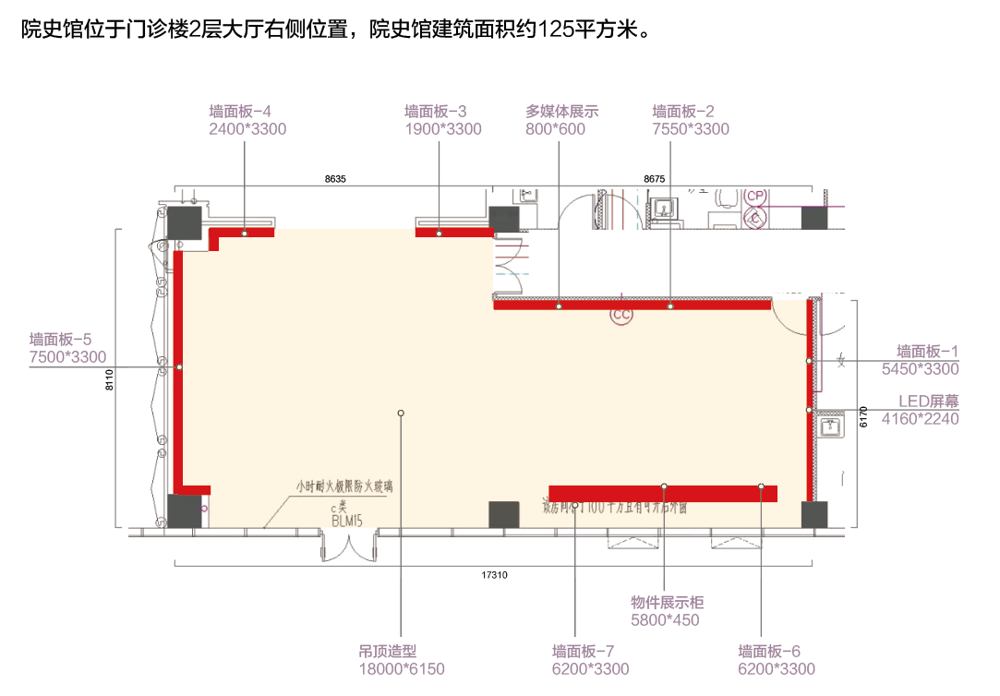 院史馆位于门诊楼2层大厅右侧位置，院史馆建筑面积约125平方米。
墙面板-4
2400*3300
墙面板-3
1900*3300
多媒体展示
800*600
墙面板-2
7550*3300
8635
8675
CP
C
CC
墙面板-5
7500*3300
8110
墙面板-1
5450*3300
女
LED屏幕
4160*2240
6170
小时耐火极限防火玻璃
c类
BLM15
17310
物件展示柜
5800*450
吊顶造型
18000*6150
墙面板-7
6200*3300
墙面板-6
6200*3300